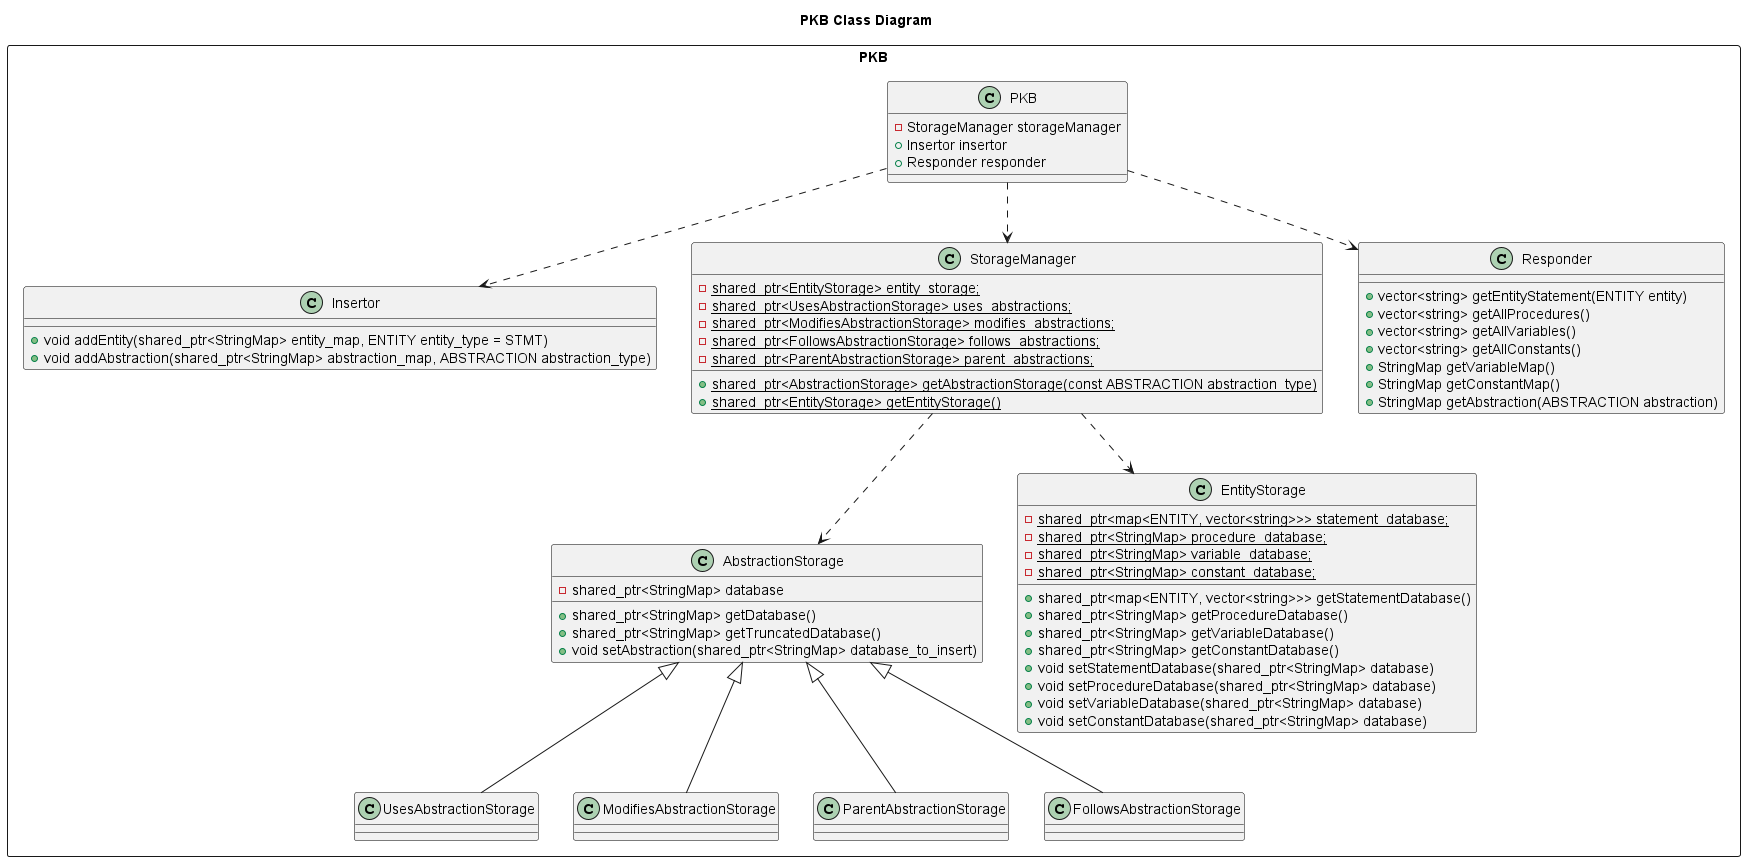 PKB Class Diagram
PKB
C PKB
StorageManager storageManager
Insertor insertor
Responder responder
C Insertor
void addEntity(shared_ptr<StringMap> entity_map, ENTITY entity_type = STMT)
void addAbstraction(shared_ptr<StringMap> abstraction_map, ABSTRACTION abstraction_type)
C StorageManager
shared_ptr<EntityStorage> entity_storage;
shared_ptr<UsesAbstractionStorage> uses_abstractions;
shared_ptr<ModifiesAbstractionStorage> modifies_abstractions;
shared_ptr<FollowsAbstractionStorage> follows_abstractions;
shared_ptr<ParentAbstractionStorage> parent_abstractions;
shared_ptr<AbstractionStorage> getAbstractionStorage(const ABSTRACTION abstraction_type)
shared_ptr<EntityStorage> getEntityStorage()
C Responder
vector<string> getEntityStatement(ENTITY entity)
vector<string> getAllProcedures()
vector<string> getAllVariables()
vector<string> getAllConstants()
StringMap getVariableMap()
StringMap getConstantMap()
StringMap getAbstraction(ABSTRACTION abstraction)
C AbstractionStorage
shared_ptr<StringMap> database
shared_ptr<StringMap> getDatabase()
shared_ptr<StringMap> getTruncatedDatabase()
void setAbstraction(shared_ptr<StringMap> database_to_insert)
C EntityStorage
shared_ptr<map<ENTITY, vector<string>>> statement_database;
shared_ptr<StringMap> procedure_database;
shared_ptr<StringMap> variable_database;
shared_ptr<StringMap> constant_database;
shared_ptr<map<ENTITY, vector<string>>> getStatementDatabase()
shared_ptr<StringMap> getProcedureDatabase()
shared_ptr<StringMap> getVariableDatabase()
shared_ptr<StringMap> getConstantDatabase()
void setStatementDatabase(shared_ptr<StringMap> database)
void setProcedureDatabase(shared_ptr<StringMap> database)
void setVariableDatabase(shared_ptr<StringMap> database)
void setConstantDatabase(shared_ptr<StringMap> database)
C UsesAbstractionStorage
C ModifiesAbstractionStorage
C ParentAbstractionStorage
C FollowsAbstractionStorage